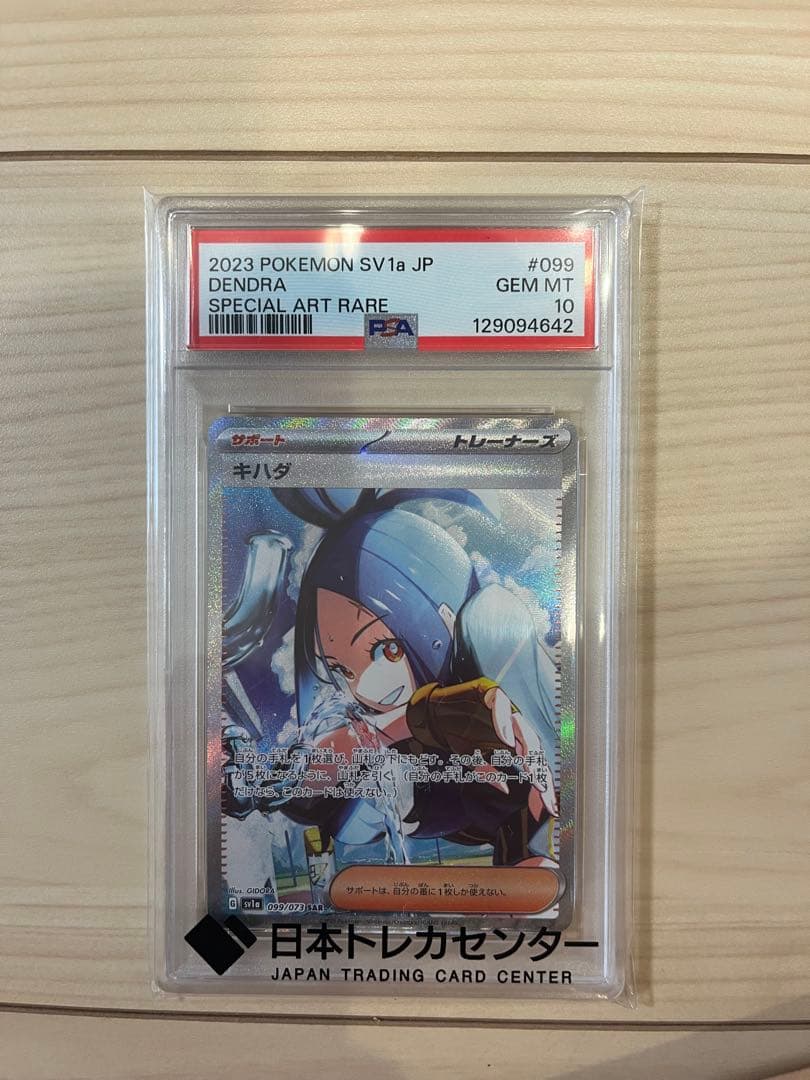 2023 POKEMON SV1a JP #099
DENDRA GEM MT
SPECIAL ART RARE 10
PSA 129094642
サポート トレーナーズ
キハダ
自分の手札を1枚選び、山札の下にもどす。その後、自分の手札
が5枚になるように、山札を引く。（自分の手札がこのカード1枚
だけなら、このカードは使えない。）
サポートは、自分の番に1枚しか使えない。
Illus. GIDORA
G sv1a 099/073 SAR
日本トレカセンター
JAPAN TRADING CARD CENTER